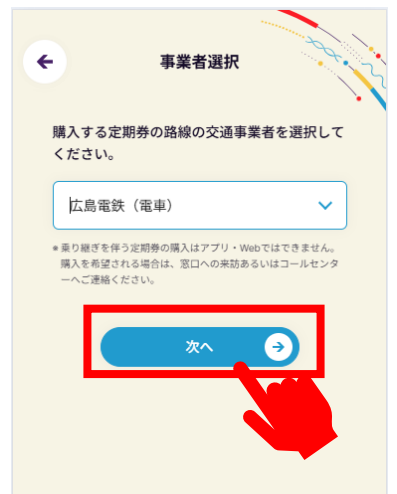 事業者選択
購入する定期券の路線の交通事業者を選択して
ください。
広島電鉄（電車）
※乗り継ぎを伴う定期券の購入はアプリ・Webではできません。
購入を希望される場合は、窓口への来訪あるいはコールセンタ
ーへご連絡ください。
次へ